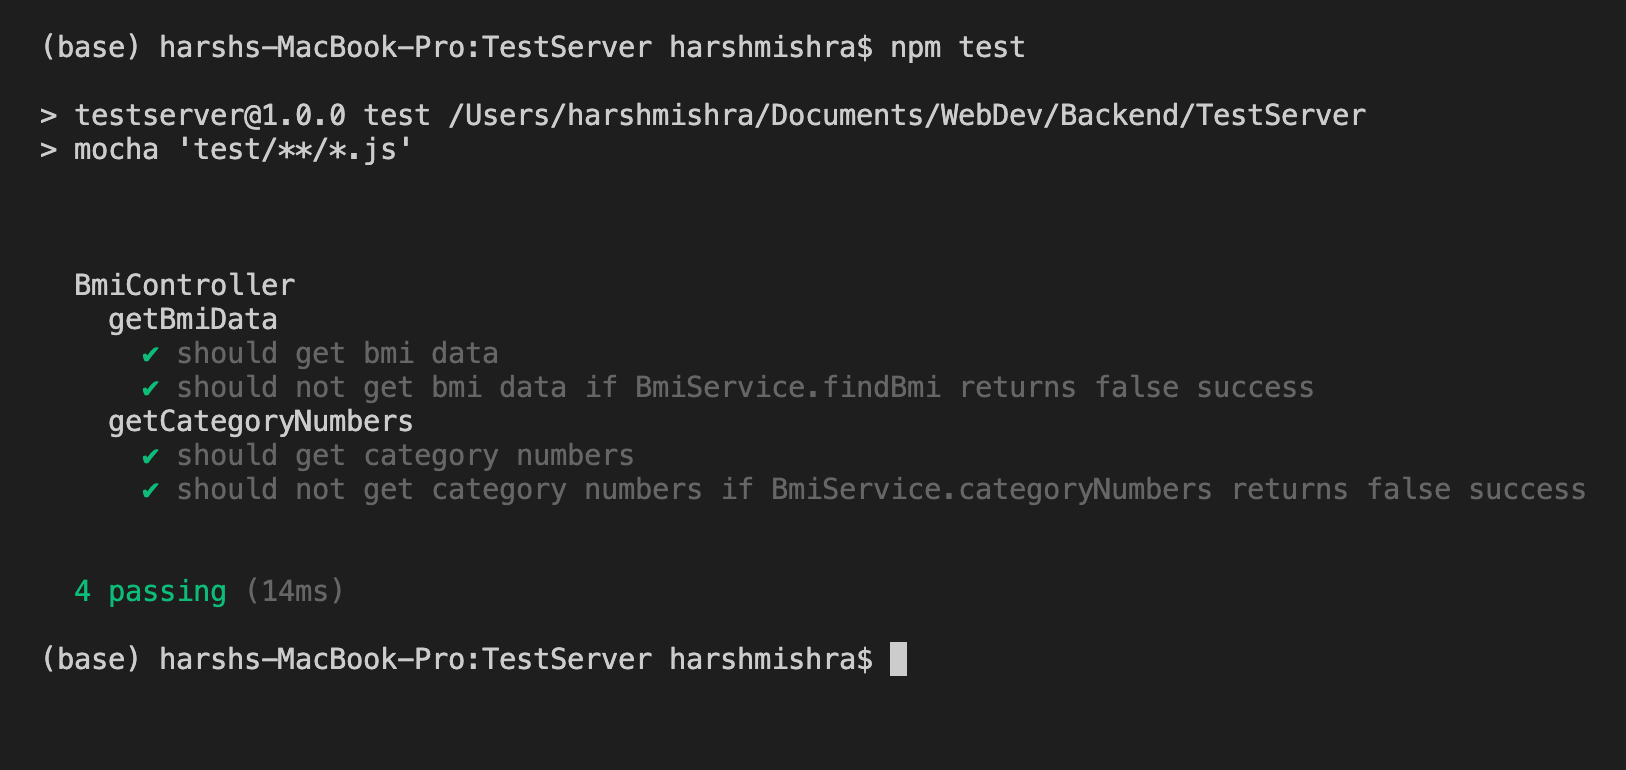 (base) harshs-MacBook-Pro:TestServer harshmishra$ npm test
> testserver@1.0.0 test /Users/harshmishra/Documents/WebDev/Backend/TestServer
> mocha 'test/**/*.js'
BmiController
getBmiData
✔ should get bmi data
✔ should not get bmi data if BmiService.findBmi returns false success
getCategoryNumbers
✔ should get category numbers
✔ should not get category numbers if BmiService.categoryNumbers returns false success
4 passing (14ms)
(base) harshs-MacBook-Pro:TestServer harshmishra$